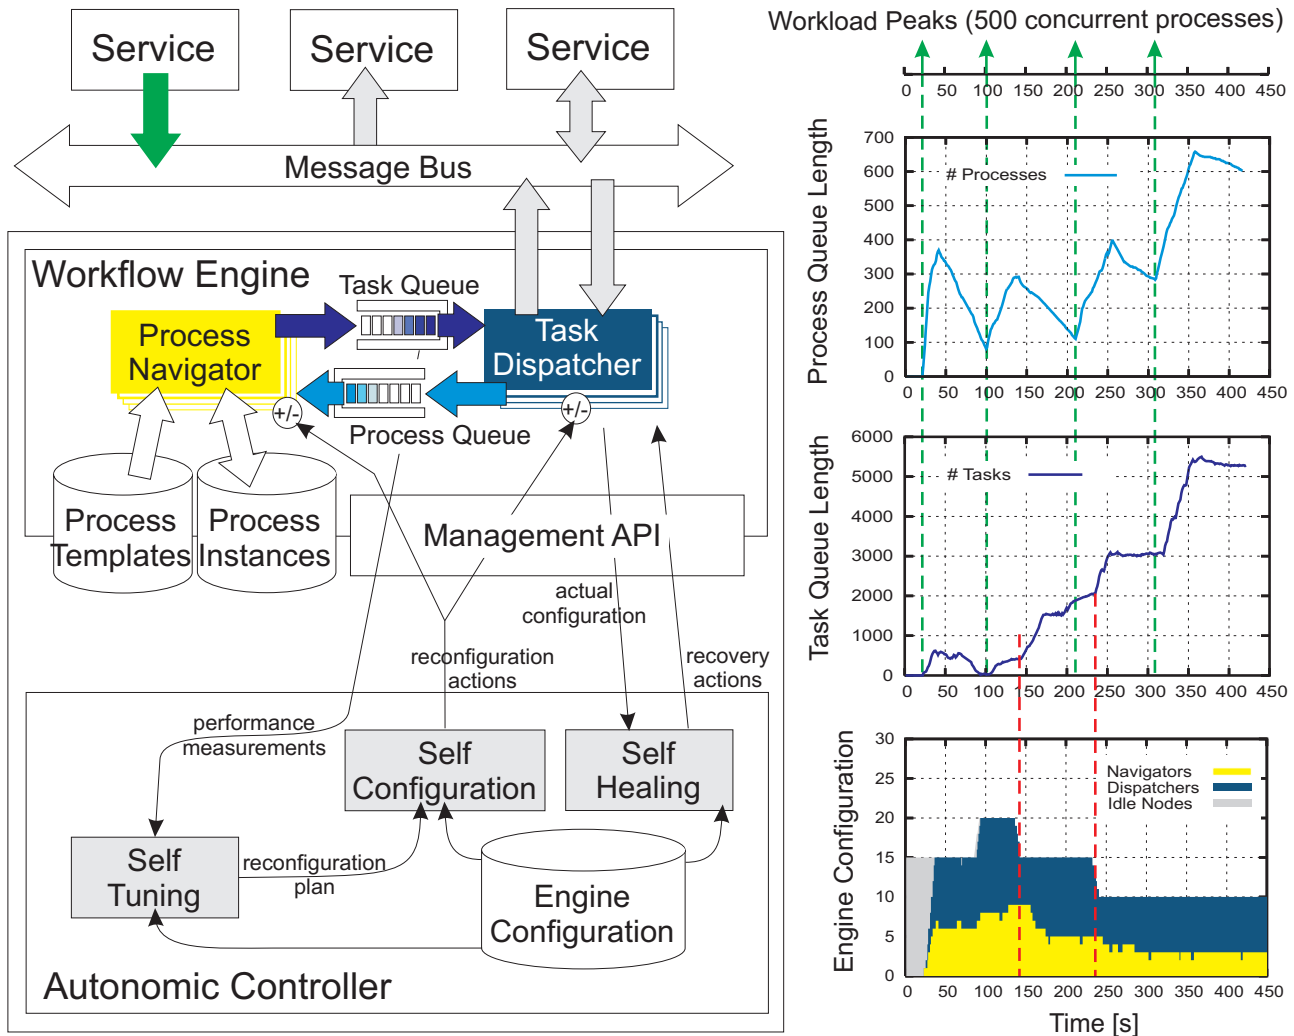 Service
Service
Service
Message Bus
Workflow Engine
Task Queue
Process
Navigator
Task
Dispatcher
+/-
+/-
Process Queue
Process
Templates
Process
Instances
Management API
actual
configuration
reconfiguration
actions
recovery
actions
performance
measurements
Self
Configuration
Self
Healing
Self
Tuning
reconfiguration
plan
Engine
Configuration
Autonomic Controller
Workload Peaks (500 concurrent processes)
0 50 100 150 200 250 300 350 400 450
Process Queue Length
700
600
500
400
300
200
100
0
# Processes
0 50 100 150 200 250 300 350 400 450
Task Queue Length
6000
5000
4000
3000
2000
1000
0
# Tasks
0 50 100 150 200 250 300 350 400 450
Engine Configuration
30
25
20
15
10
5
0
Navigators
Dispatchers
Idle Nodes
0 50 100 150 200 250 300 350 400 450
Time [s]